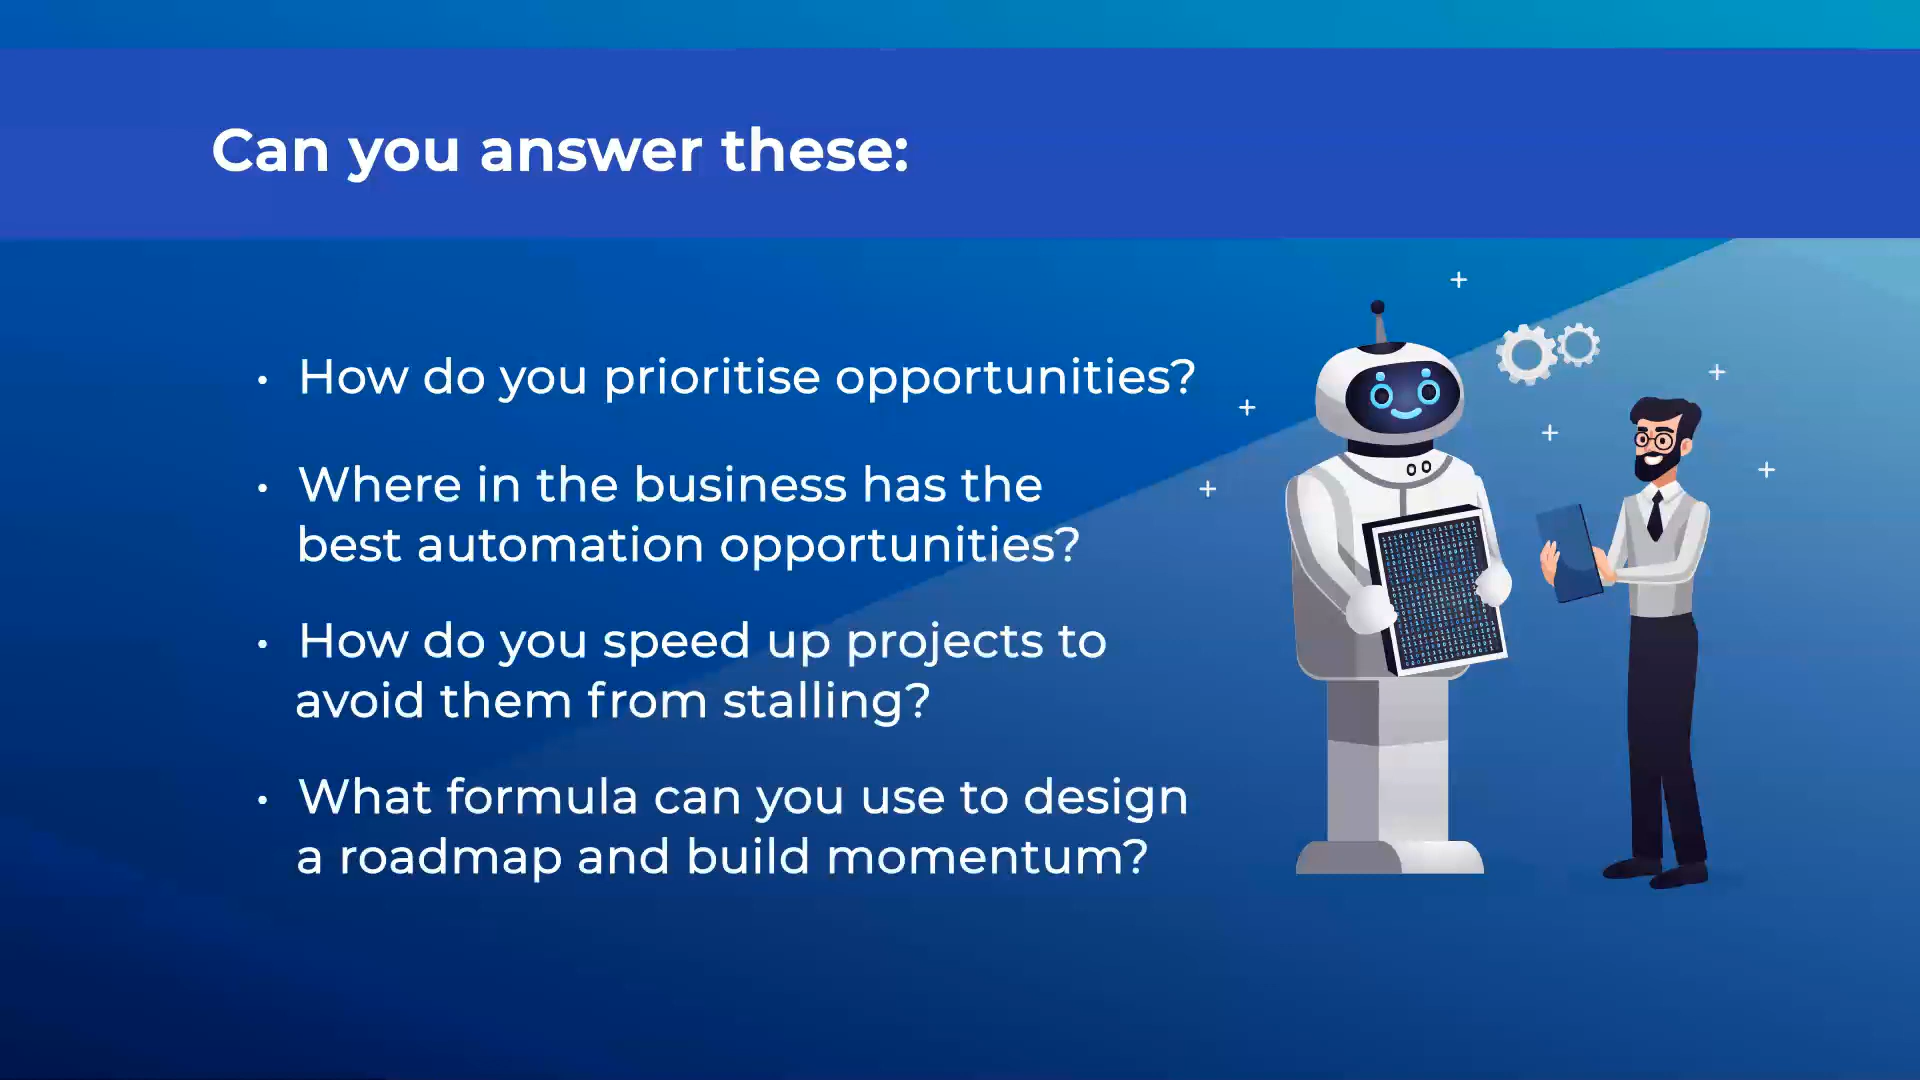 Can you answer these:
• How do you prioritise opportunities?
• Where in the business has the
best automation opportunities?
• How do you speed up projects to
avoid them from stalling?
• What formula can you use to design
a roadmap and build momentum?